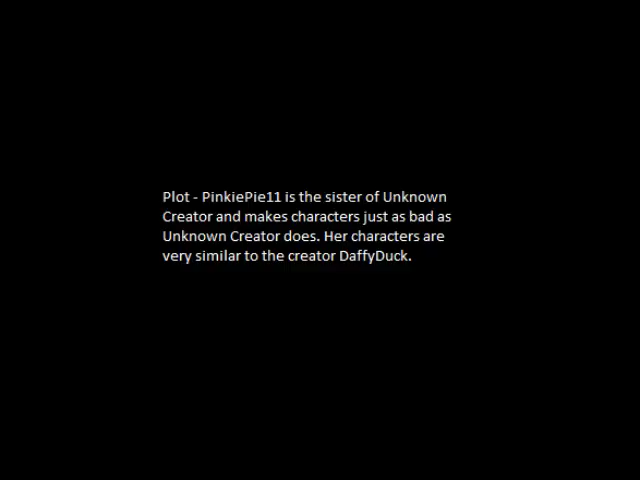 Plot - PinkiePie11 is the sister of Unknown
Creator and makes characters just as bad as
Unknown Creator does. Her characters are
very similar to the creator DaffyDuck.